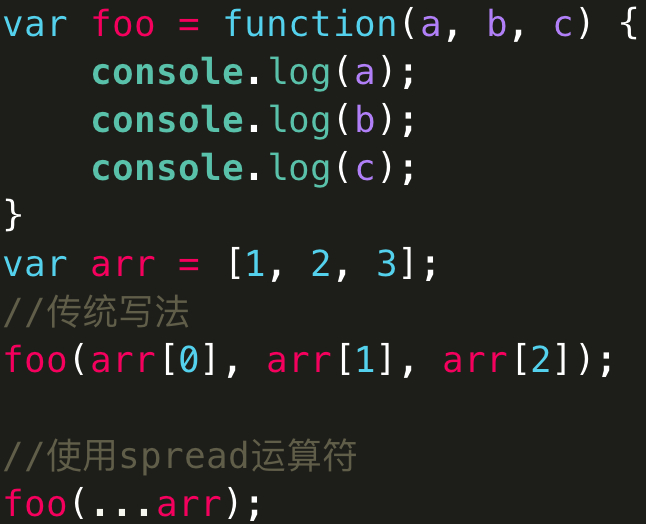 var foo = function(a, b, c) {
    console.log(a);
    console.log(b);
    console.log(c);
}
var arr = [1, 2, 3];
//传统写法
foo(arr[0], arr[1], arr[2]);

//使用spread运算符
foo(...arr);